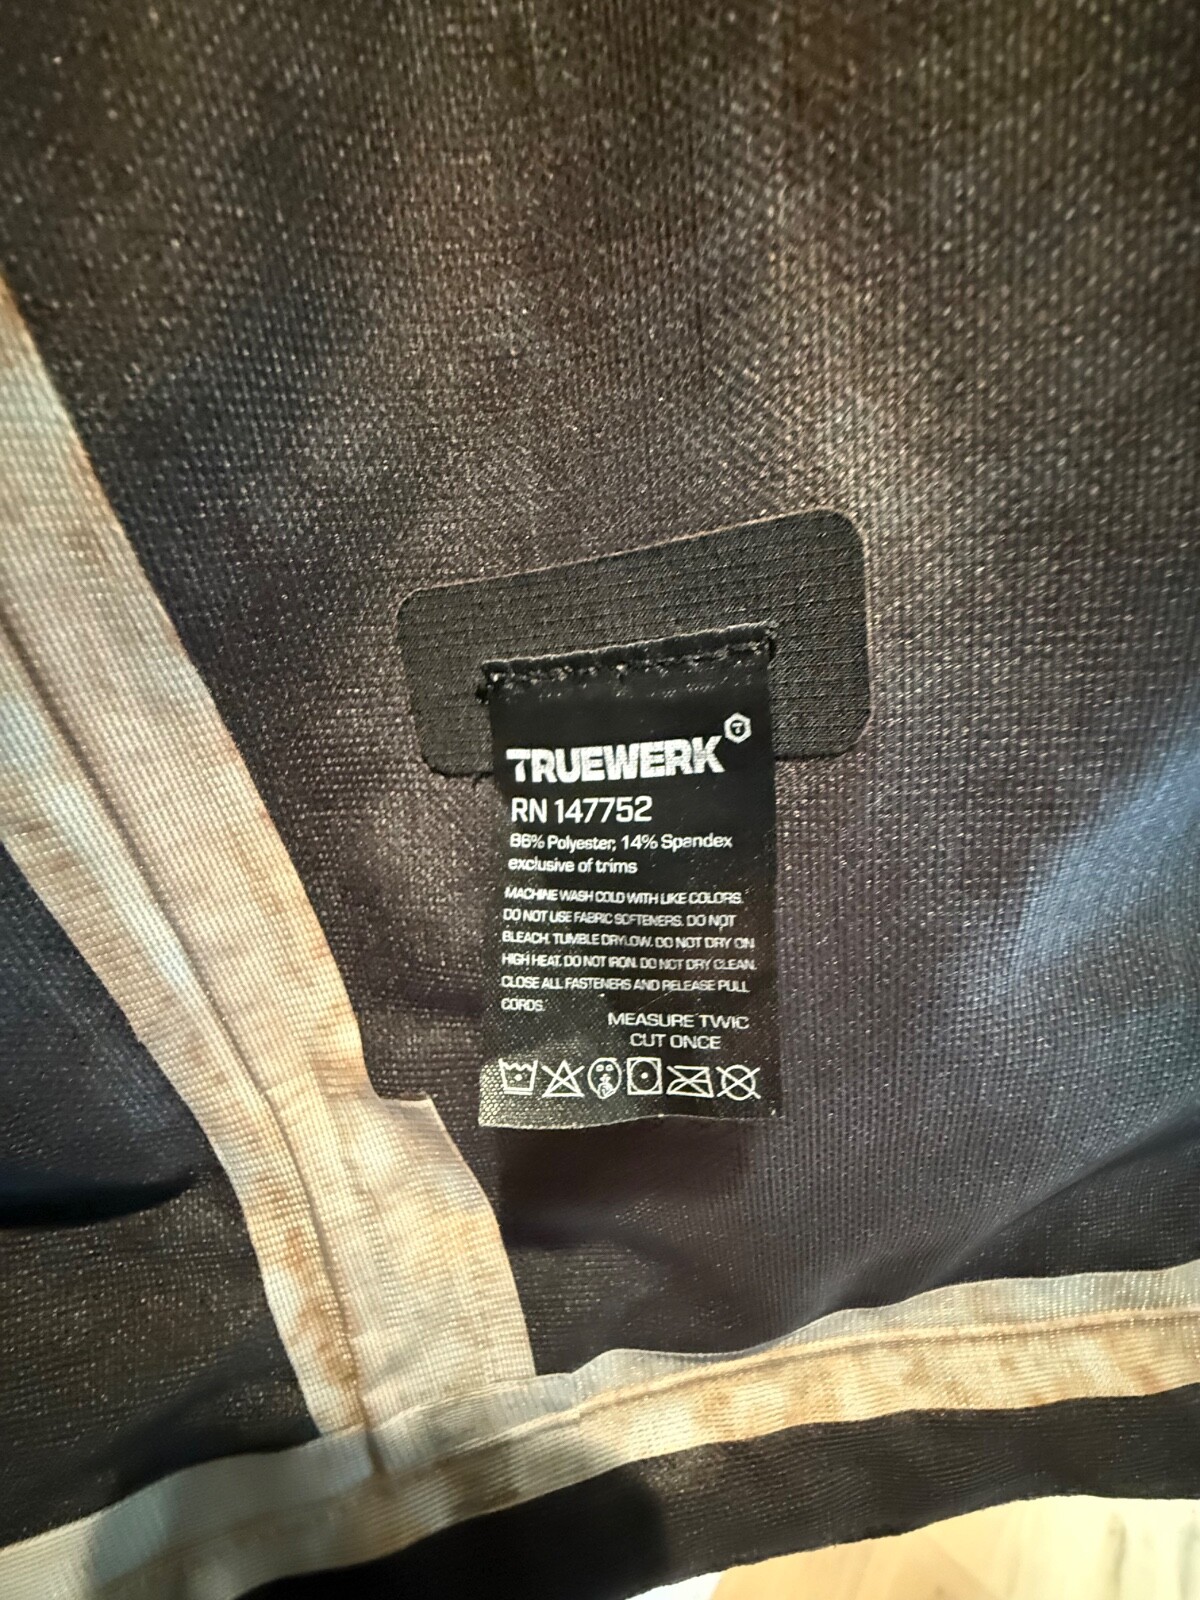 TRUEWERK
RN 147752
86% Polyester; 14% Spandex
exclusive of trims
MACHINE WASH COLD WITH LIKE COLORS.
DO NOT USE FABRIC SOFTENERS. DO NOT
BLEACH. TUMBLE DRY LOW. DO NOT DRY ON
HIGH HEAT. DO NOT IRON. DO NOT DRY CLEAN.
CLOSE ALL FASTENERS AND RELEASE PULL
CORDS.
MEASURE TWIC
CUT ONCE